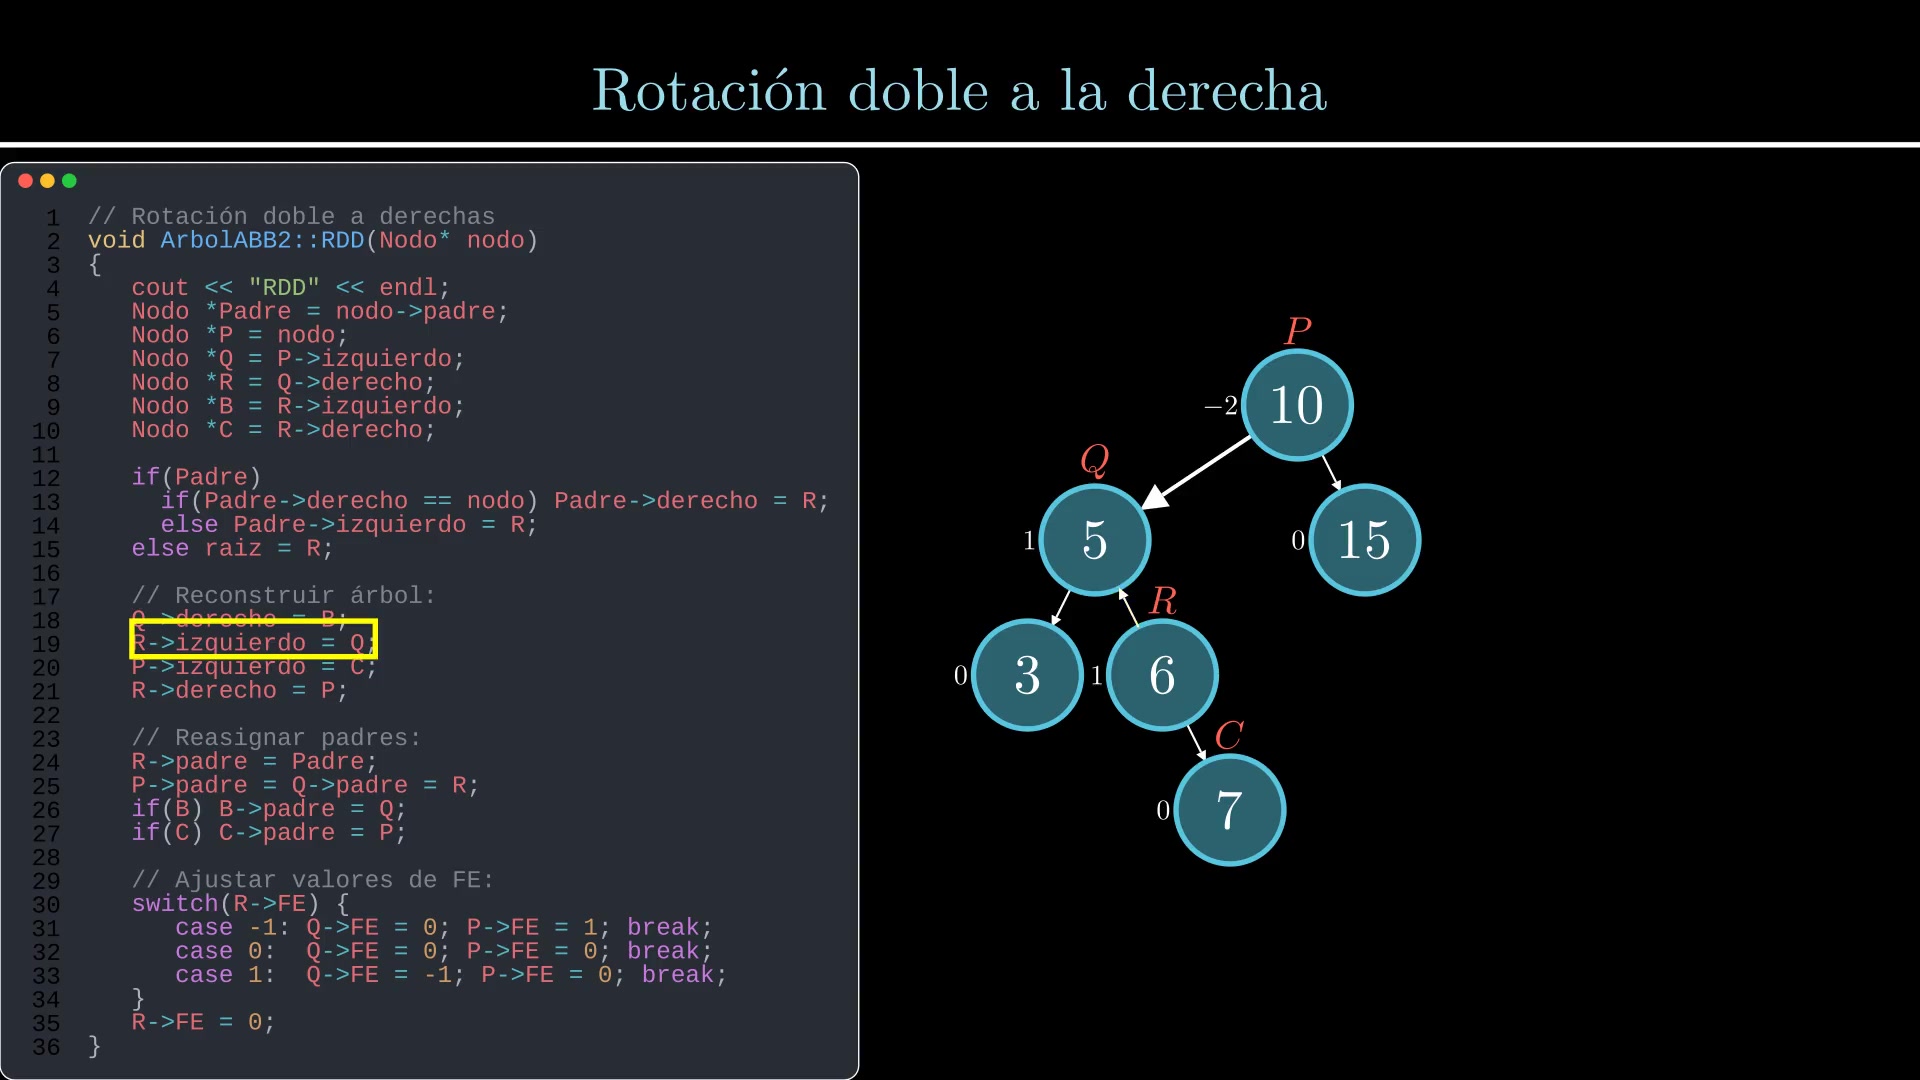 Rotación doble a la derecha
1 // Rotación doble a derechas
2 void ArbolABB2::RDD(Nodo* nodo)
3 {
4 cout << "RDD" << endl;
5 Nodo *Padre = nodo->padre;
6 Nodo *P = nodo;
7 Nodo *Q = P->izquierdo;
8 Nodo *R = Q->derecho;
9 Nodo *B = R->izquierdo;
10 Nodo *C = R->derecho;
11
12 if(Padre)
13 if(Padre->derecho == nodo) Padre->derecho = R;
14 else Padre->izquierdo = R;
15 else raiz = R;
16
17 // Reconstruir árbol:
18 Q->derecho = B;
19 R->izquierdo = Q;
20 P->izquierdo = C;
21 R->derecho = P;
22
23 // Reasignar padres:
24 R->padre = Padre;
25 P->padre = Q->padre = R;
26 if(B) B->padre = Q;
27 if(C) C->padre = P;
28
29 // Ajustar valores de FE:
30 switch(R->FE) {
31 case -1: Q->FE = 0; P->FE = 1; break;
32 case 0: Q->FE = 0; P->FE = 0; break;
33 case 1: Q->FE = -1; P->FE = 0; break;
34 }
35 R->FE = 0;
36 }
P
−2 10
Q
1 5
0 15
R
0 3
1 6
C
0 7